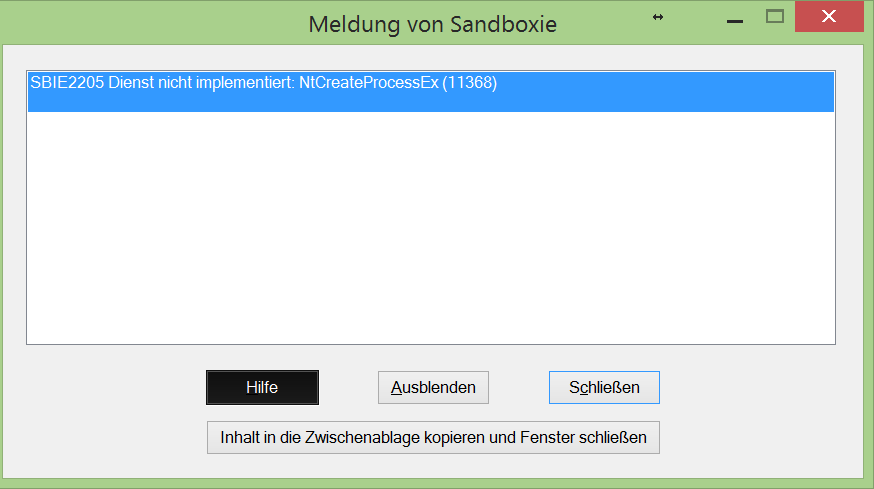 Meldung von Sandboxie
SBIE2205 Dienst nicht implementiert: NtCreateProcessEx (11368)
Hilfe
Ausblenden
Schließen
Inhalt in die Zwischenablage kopieren und Fenster schließen